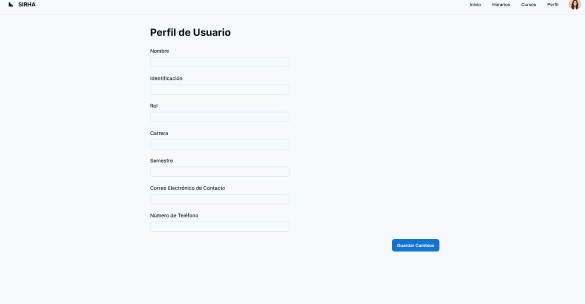 SIRHA
Inicio Horarios Cursos Perfil
Perfil de Usuario
Nombre
Identificación
Rol
Carrera
Semestre
Correo Electrónico de Contacto
Número de Teléfono
Guardar Cambios